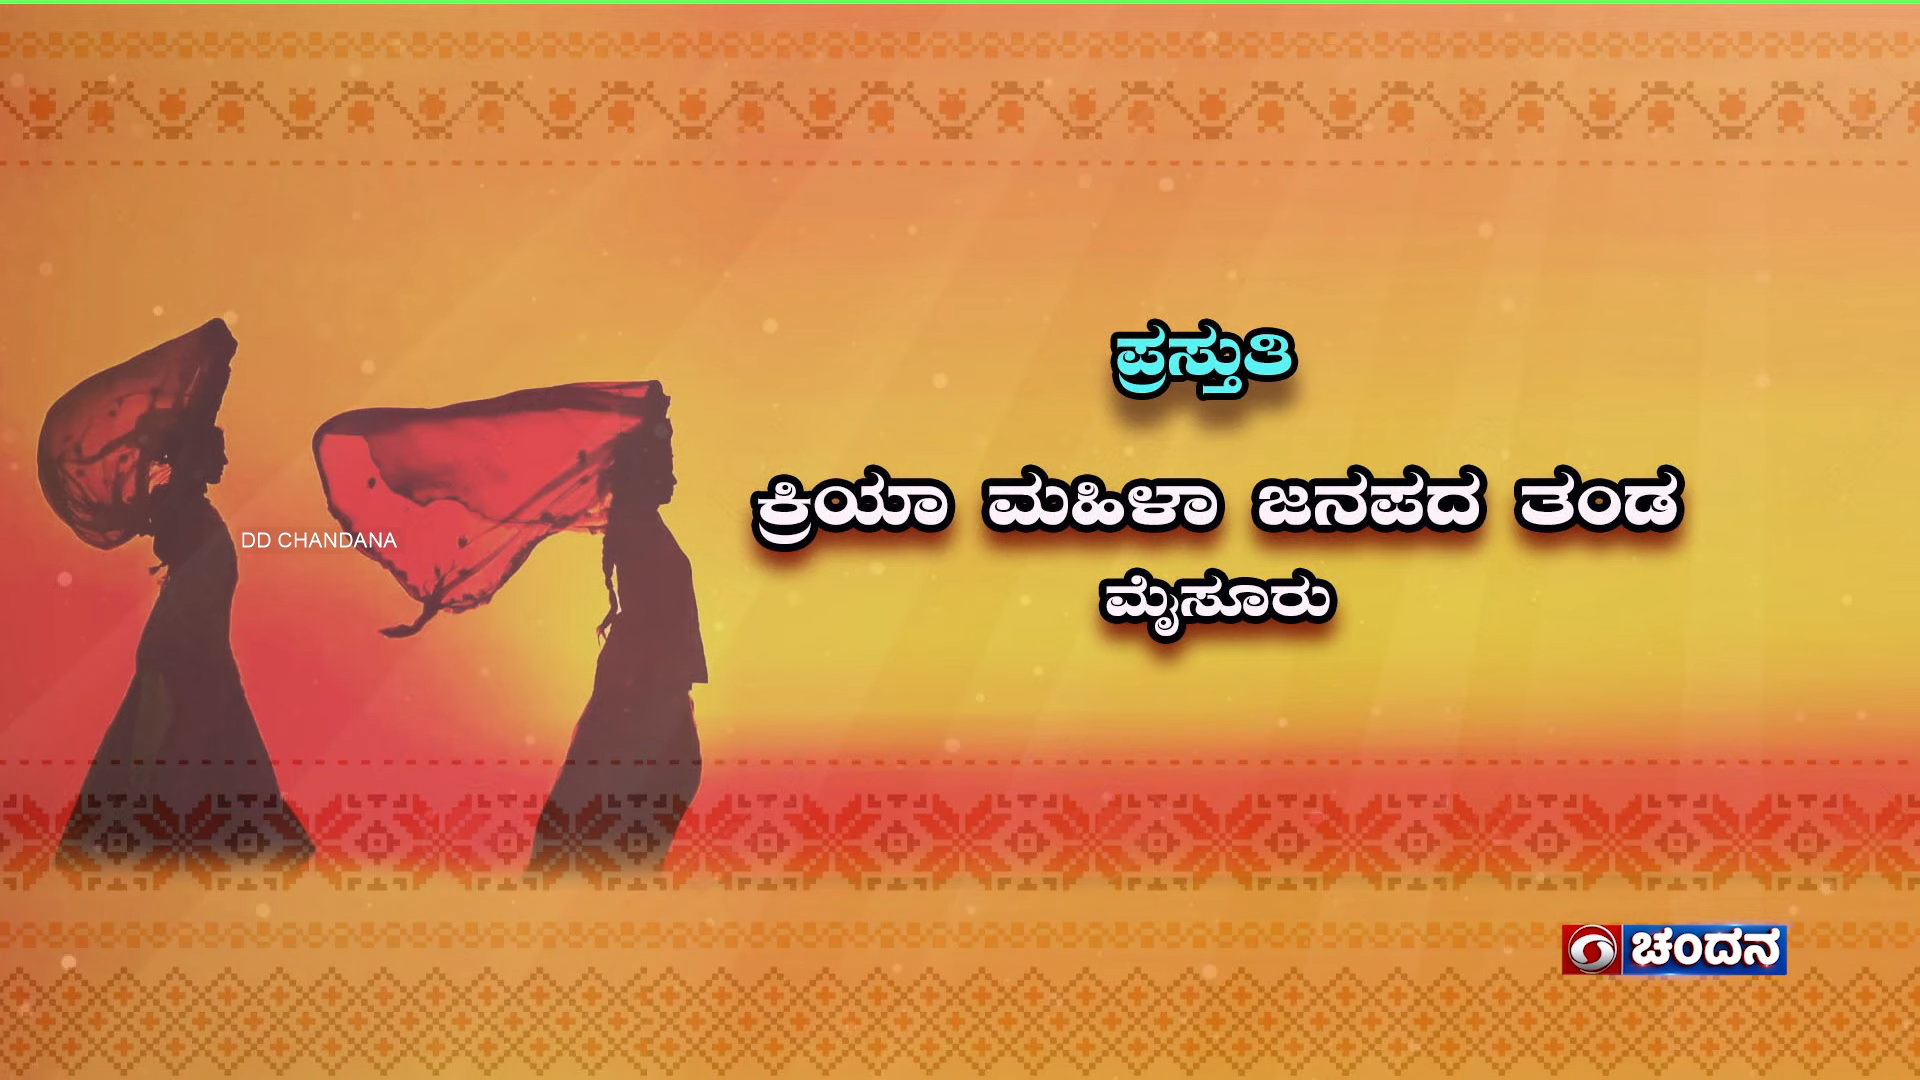 ಪ್ರಸ್ತುತಿ
ಕ್ರಿಯಾ ಮಹಿಳಾ ಜನಪದ ತಂಡ
DD CHANDANA
ಮೈಸೂರು
ಚಂದನ